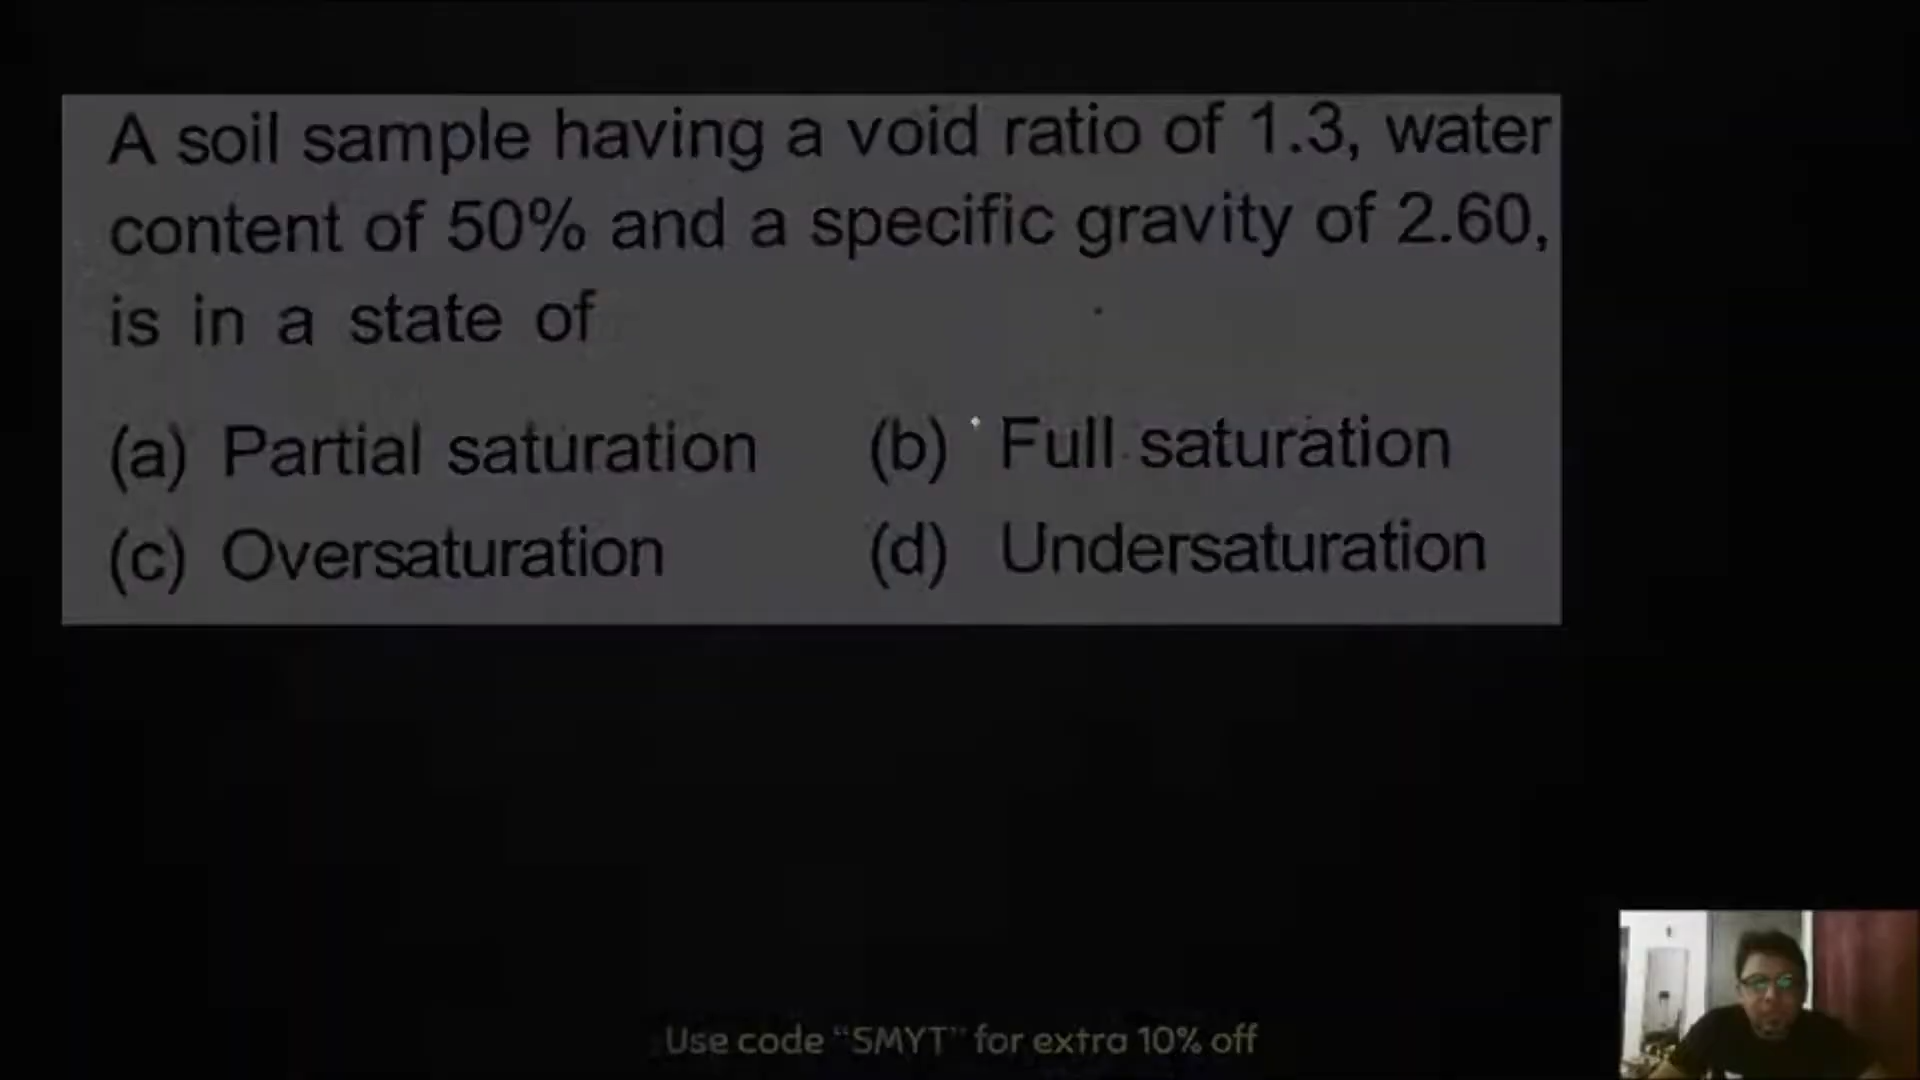 A soil sample having a void ratio of 1.3, water
content of 50% and a specific gravity of 2.60,
is in a state of
(a) Partial saturation (b) Full saturation
(c) Oversaturation (d) Undersaturation
Use code “SMYT” for extra 10% off